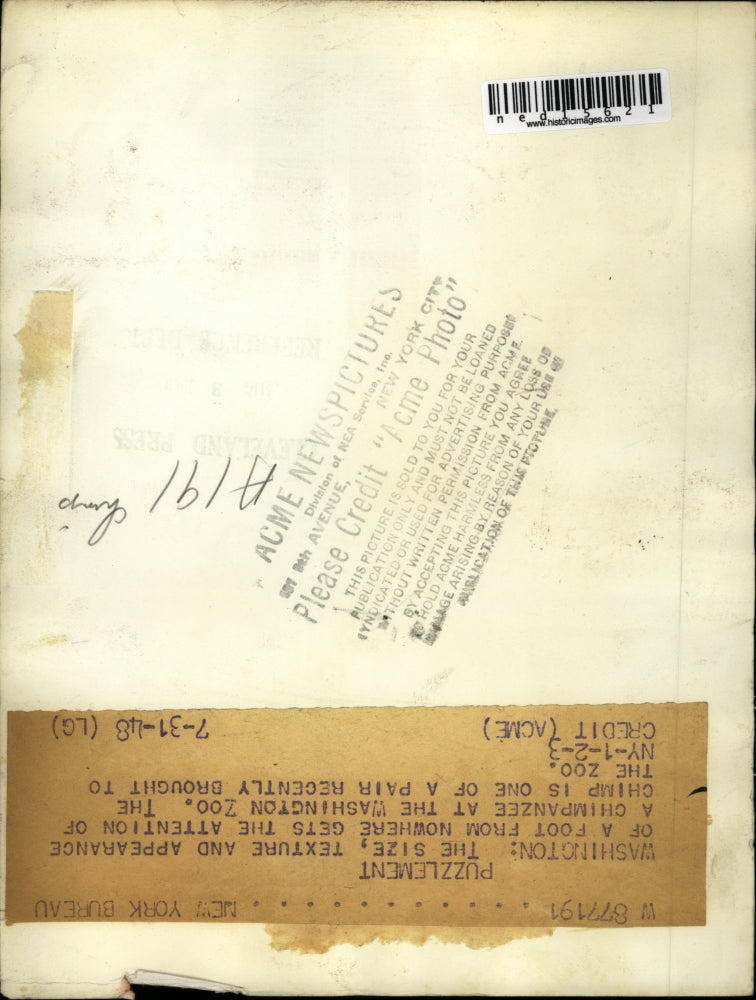 n e d 1 5 6 2 1
www.historicimages.com
CLEVELAND PRESS
A191
ACME NEWSPICTURES
Division of NEA Service, Inc.
8th AVENUE, NEW YORK CITY
Please Credit "Acme Photo"
THIS PICTURE IS SOLD TO YOU FOR YOUR
PUBLICATION ONLY AND MUST NOT BE LOANED
SYNDICATED OR USED FOR ADVERTISING PURPOSES
WITHOUT WRITTEN PERMISSION FROM ACME.
BY ACCEPTING THIS PICTURE YOU AGREE
TO HOLD ACME HARMLESS FROM ANY LOSS OR
DAMAGE ARISING BY REASON OF YOUR USE OR
PUBLICATION OF THIS PICTURE.
W 877191 . . . . . . . . . . . . NEW YORK BUREAU
PUZZLEMENT
WASHINGTON: THE SIZE, TEXTURE AND APPEARANCE
OF A FOOT FROM NOWHERE GETS THE ATTENTION OF
A CHIMPANZEE AT THE WASHINGTON ZOO. THE
CHIMP IS ONE OF A PAIR RECENTLY BROUGHT TO
THE ZOO.
NY-1-2-3
CREDIT (ACME) 7-31-48 (LG)